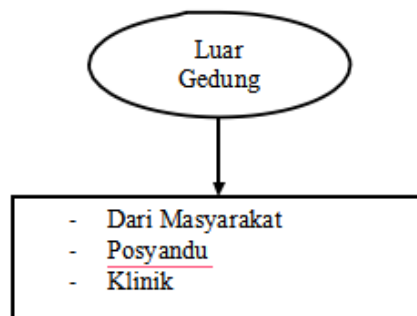 Luar
Gedung
- Dari Masyarakat
- Posyandu
- Klinik